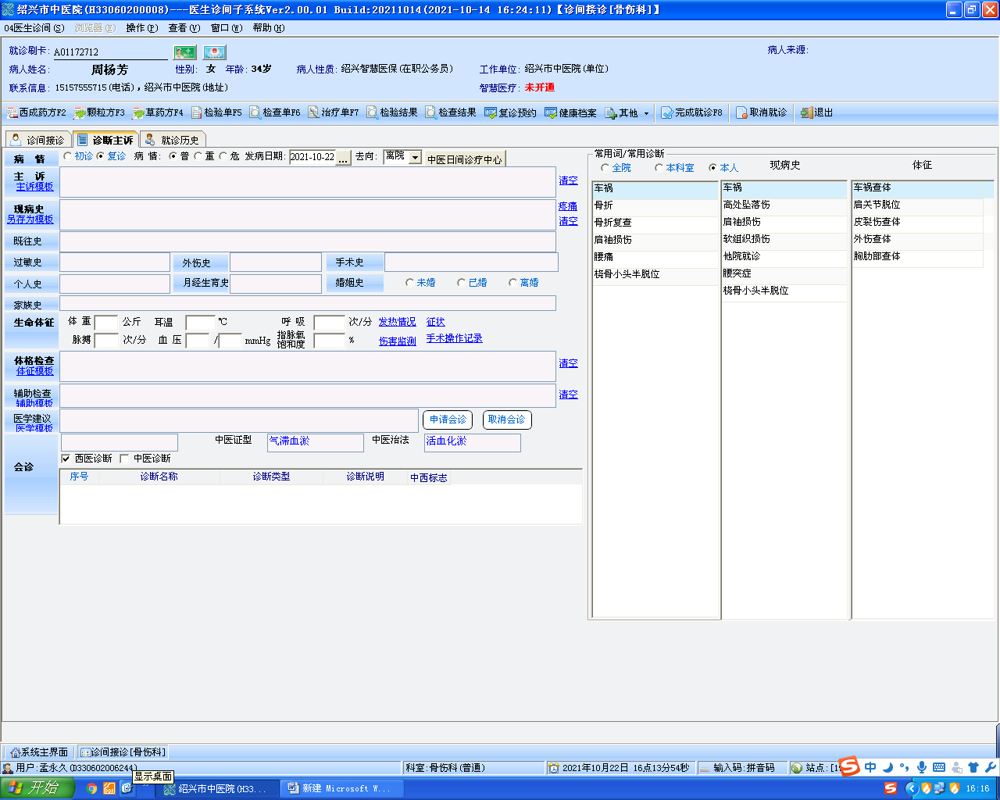 绍兴市中医院(H33060200008)---医生诊间子系统Ver2.00.01 Build:20211014(2021-10-14 16:24:11)【诊间接诊[骨伤科]】
04医生诊间(S) 浏览器(E) 操作(P) 查看(V) 窗口(W) 帮助(H)
就诊刷卡: A01172712 病人来源:
病人姓名: 周杨芳 性别: 女 年龄: 34岁 病人性质: 绍兴智慧医保(在职公务员) 工作单位: 绍兴市中医院(单位)
联系信息: 15157555715(电话), 绍兴市中医院(地址) 智慧医疗: 未开通
西成药方F2 颗粒方F3 草药方F4 检验单F5 检查单F6 治疗单F7 检验结果 检查结果 复诊预约 健康档案 其他 完成就诊F8 取消就诊 退出
诊间接诊 诊断主诉 就诊历史
病 情 初诊 复诊 病 情: 普 重 危 发病日期: 2021-10-22 ... 去向: 离院 中医日间诊疗中心
主 诉
主诉模板 清空
现病史 疼痛
另存为模板 清空
既往史
过敏史 外伤史 手术史
个人史 月经生育史 婚姻史 未婚 已婚 离婚
家族史
生命体征 体 重 公斤 耳温 ℃ 呼 吸 次/分 发热情况 征状
脉搏 次/分 血 压 / mmHg 指脉氧饱和度 % 伤害监测 手术操作记录
体格检查
体征模板 清空
辅助检查
辅助模板 清空
医学建议
医学模板 申请会诊 取消会诊
会诊 中医证型 气滞血淤 中医治法 活血化淤
西医诊断 中医诊断
序号 诊断名称 诊断类型 诊断说明 中西标志
常用词/常用诊断
全院 本科室 本人 现病史 体征
车祸 车祸 车祸查体
骨折 高处坠落伤 肩关节脱位
骨折复查 肩袖损伤 皮裂伤查体
肩袖损伤 软组织损伤 外伤查体
腰痛 他院就诊 胸肋部查体
桡骨小头半脱位 腰突症
桡骨小头半脱位
系统主界面 诊间接诊[骨伤科]
用户:孟永久(D330602006244) 科室:骨伤科(普通) 2021年10月22日 16点13分54秒 输入码:拼音码 站点:[19
中
显示桌面
开始 绍兴市中医院(H33... 新建 Microsoft W... 16:16